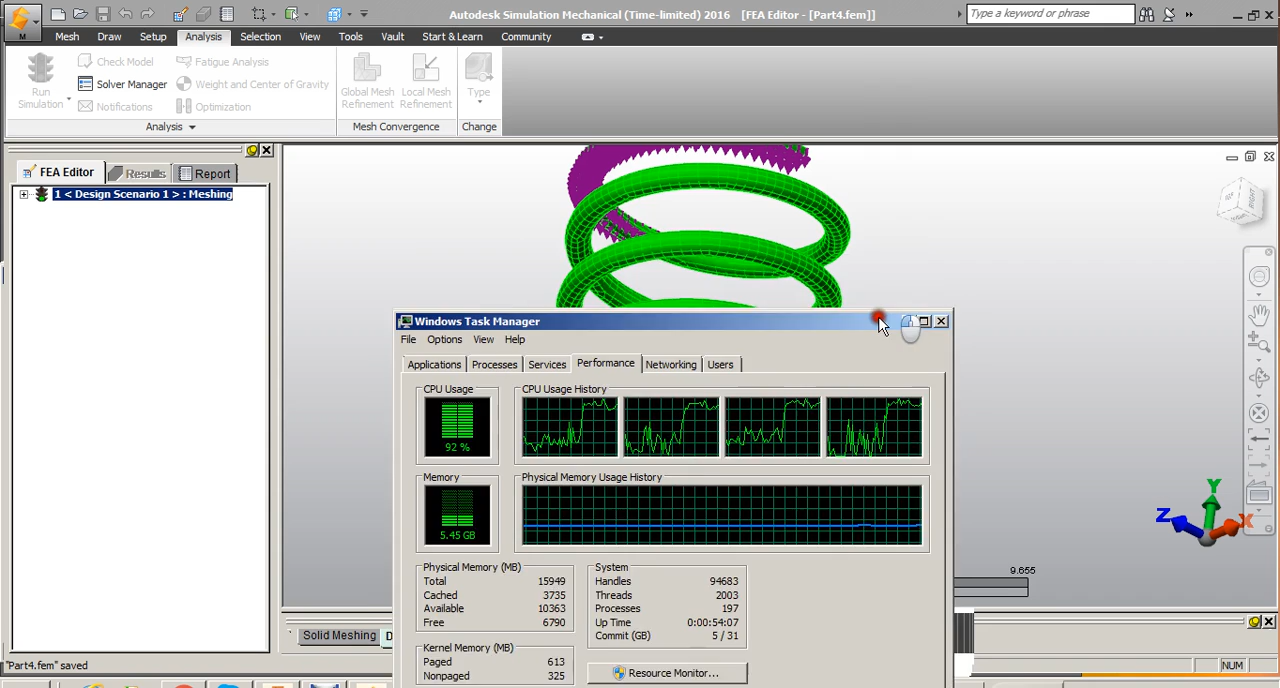 Autodesk Simulation Mechanical (Time-limited) 2016 [FEA Editor - [Part4.fem]]
Type a keyword or phrase
M
Mesh Draw Setup Analysis Selection View Tools Vault Start & Learn Community
Run Simulation
Check Model
Solver Manager
Notifications
Fatigue Analysis
Weight and Center of Gravity
Optimization
Global Mesh Refinement
Local Mesh Refinement
Type
Analysis
Mesh Convergence
Change
FEA Editor Results Report
1 < Design Scenario 1 > : Meshing
RIGHT
Y
Z
X
9.655
Windows Task Manager
File Options View Help
Applications Processes Services Performance Networking Users
CPU Usage
CPU Usage History
92 %
Memory
Physical Memory Usage History
5.45 GB
Physical Memory (MB)
Total 15949
Cached 3735
Available 10363
Free 6790
System
Handles 94683
Threads 2003
Processes 197
Up Time 0:00:54:07
Commit (GB) 5 / 31
Kernel Memory (MB)
Paged 613
Nonpaged 325
Resource Monitor...
Solid Meshing
D
"Part4.fem" saved
NUM